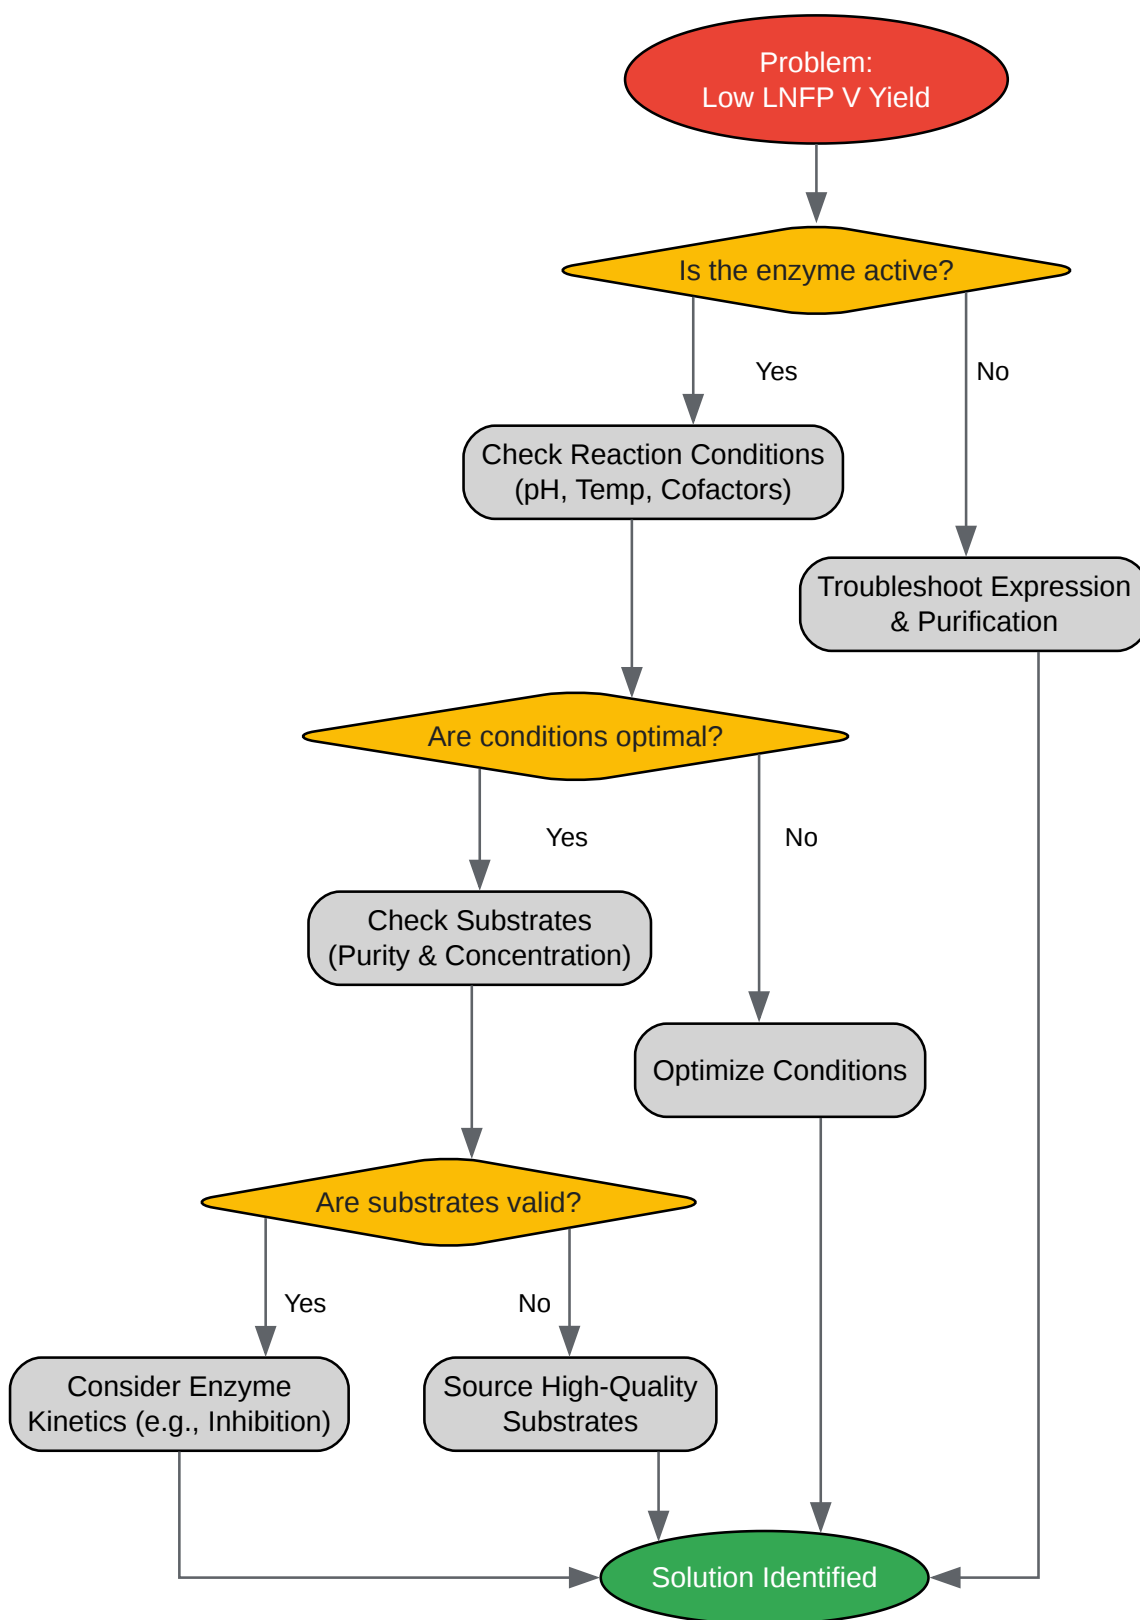 Problem:
Low LNFP V Yield
Is the enzyme active?
Yes
No
Check Reaction Conditions
(pH, Temp, Cofactors)
Troubleshoot Expression
& Purification
Are conditions optimal?
Yes
No
Check Substrates
(Purity & Concentration)
Optimize Conditions
Are substrates valid?
Yes
No
Consider Enzyme
Kinetics (e.g., Inhibition)
Source High-Quality
Substrates
Solution Identified